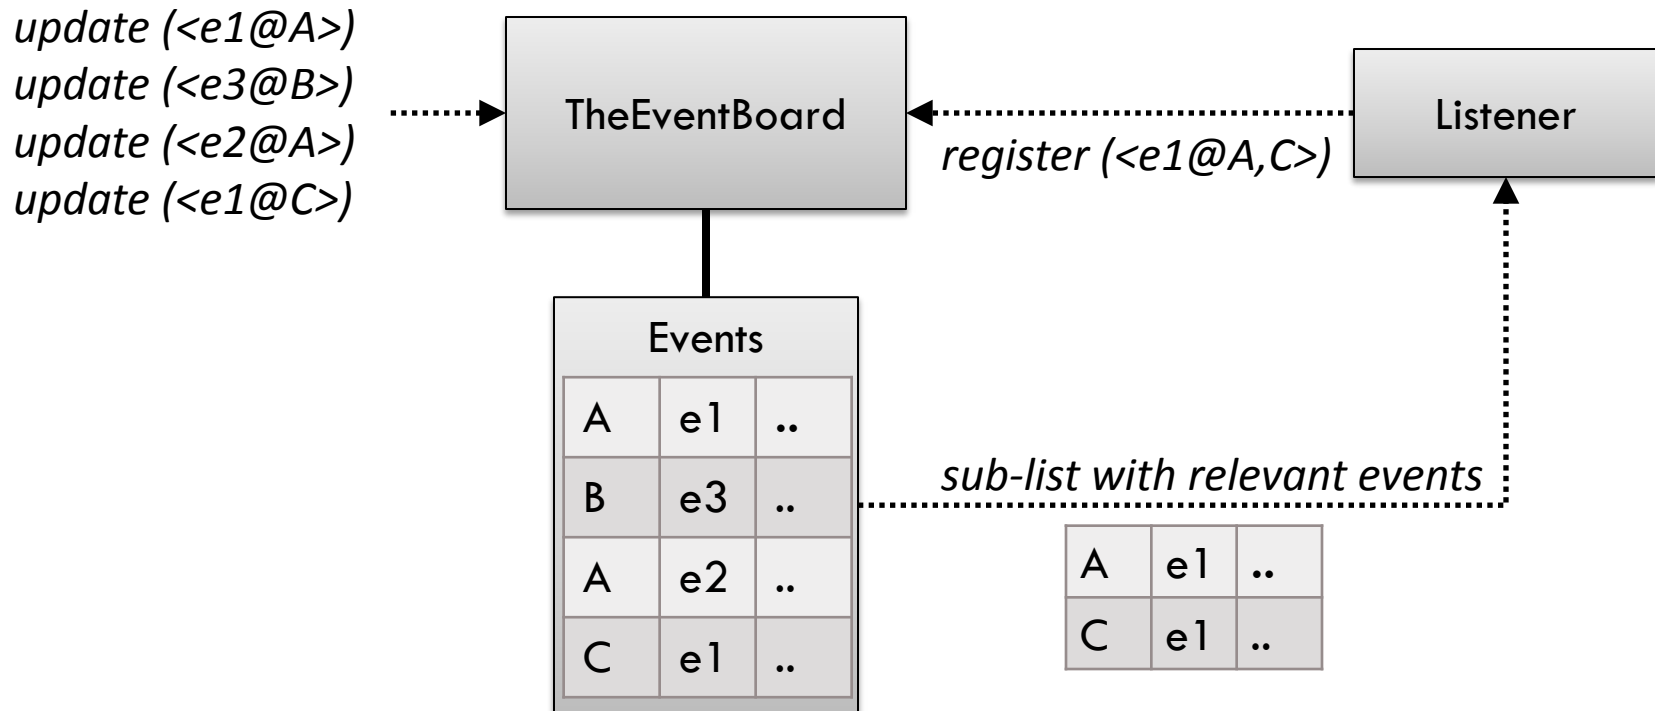 update (<e1@A>)
update (<e3@B>)
update (<e2@A>)
update (<e1@C>)
TheEventBoard
register (<e1@A,C>)
Listener
Events
A e1 ..
B e3 ..
A e2 ..
C e1 ..
sub-list with relevant events
A e1 ..
C e1 ..